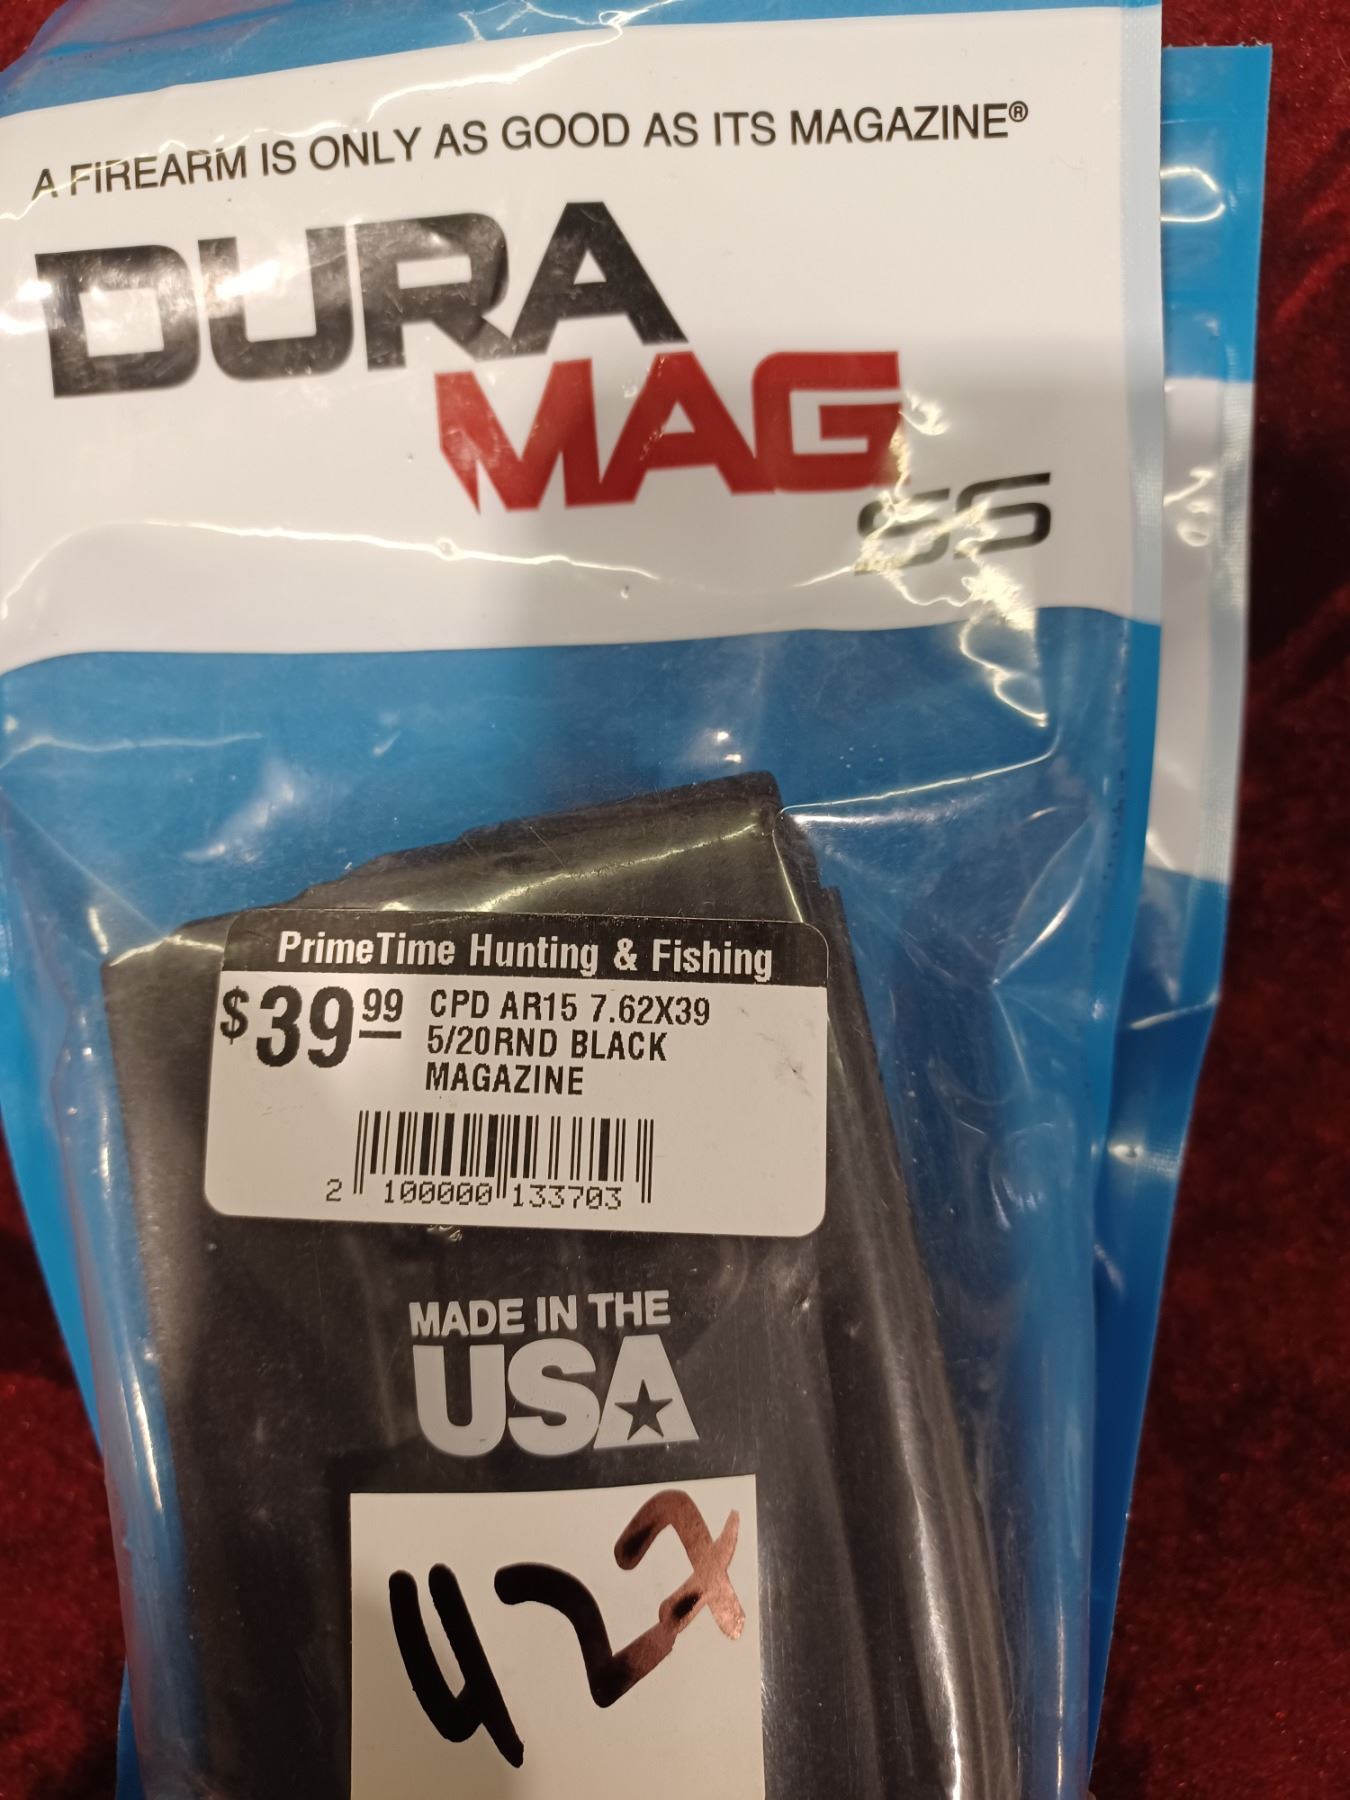 A FIREARM IS ONLY AS GOOD AS ITS MAGAZINE®
DURA
MAG
SS
PrimeTime Hunting & Fishing
$39.99 CPD AR15 7.62X39
5/20RND BLACK
MAGAZINE
2 100000 133703
MADE IN THE
USA
422